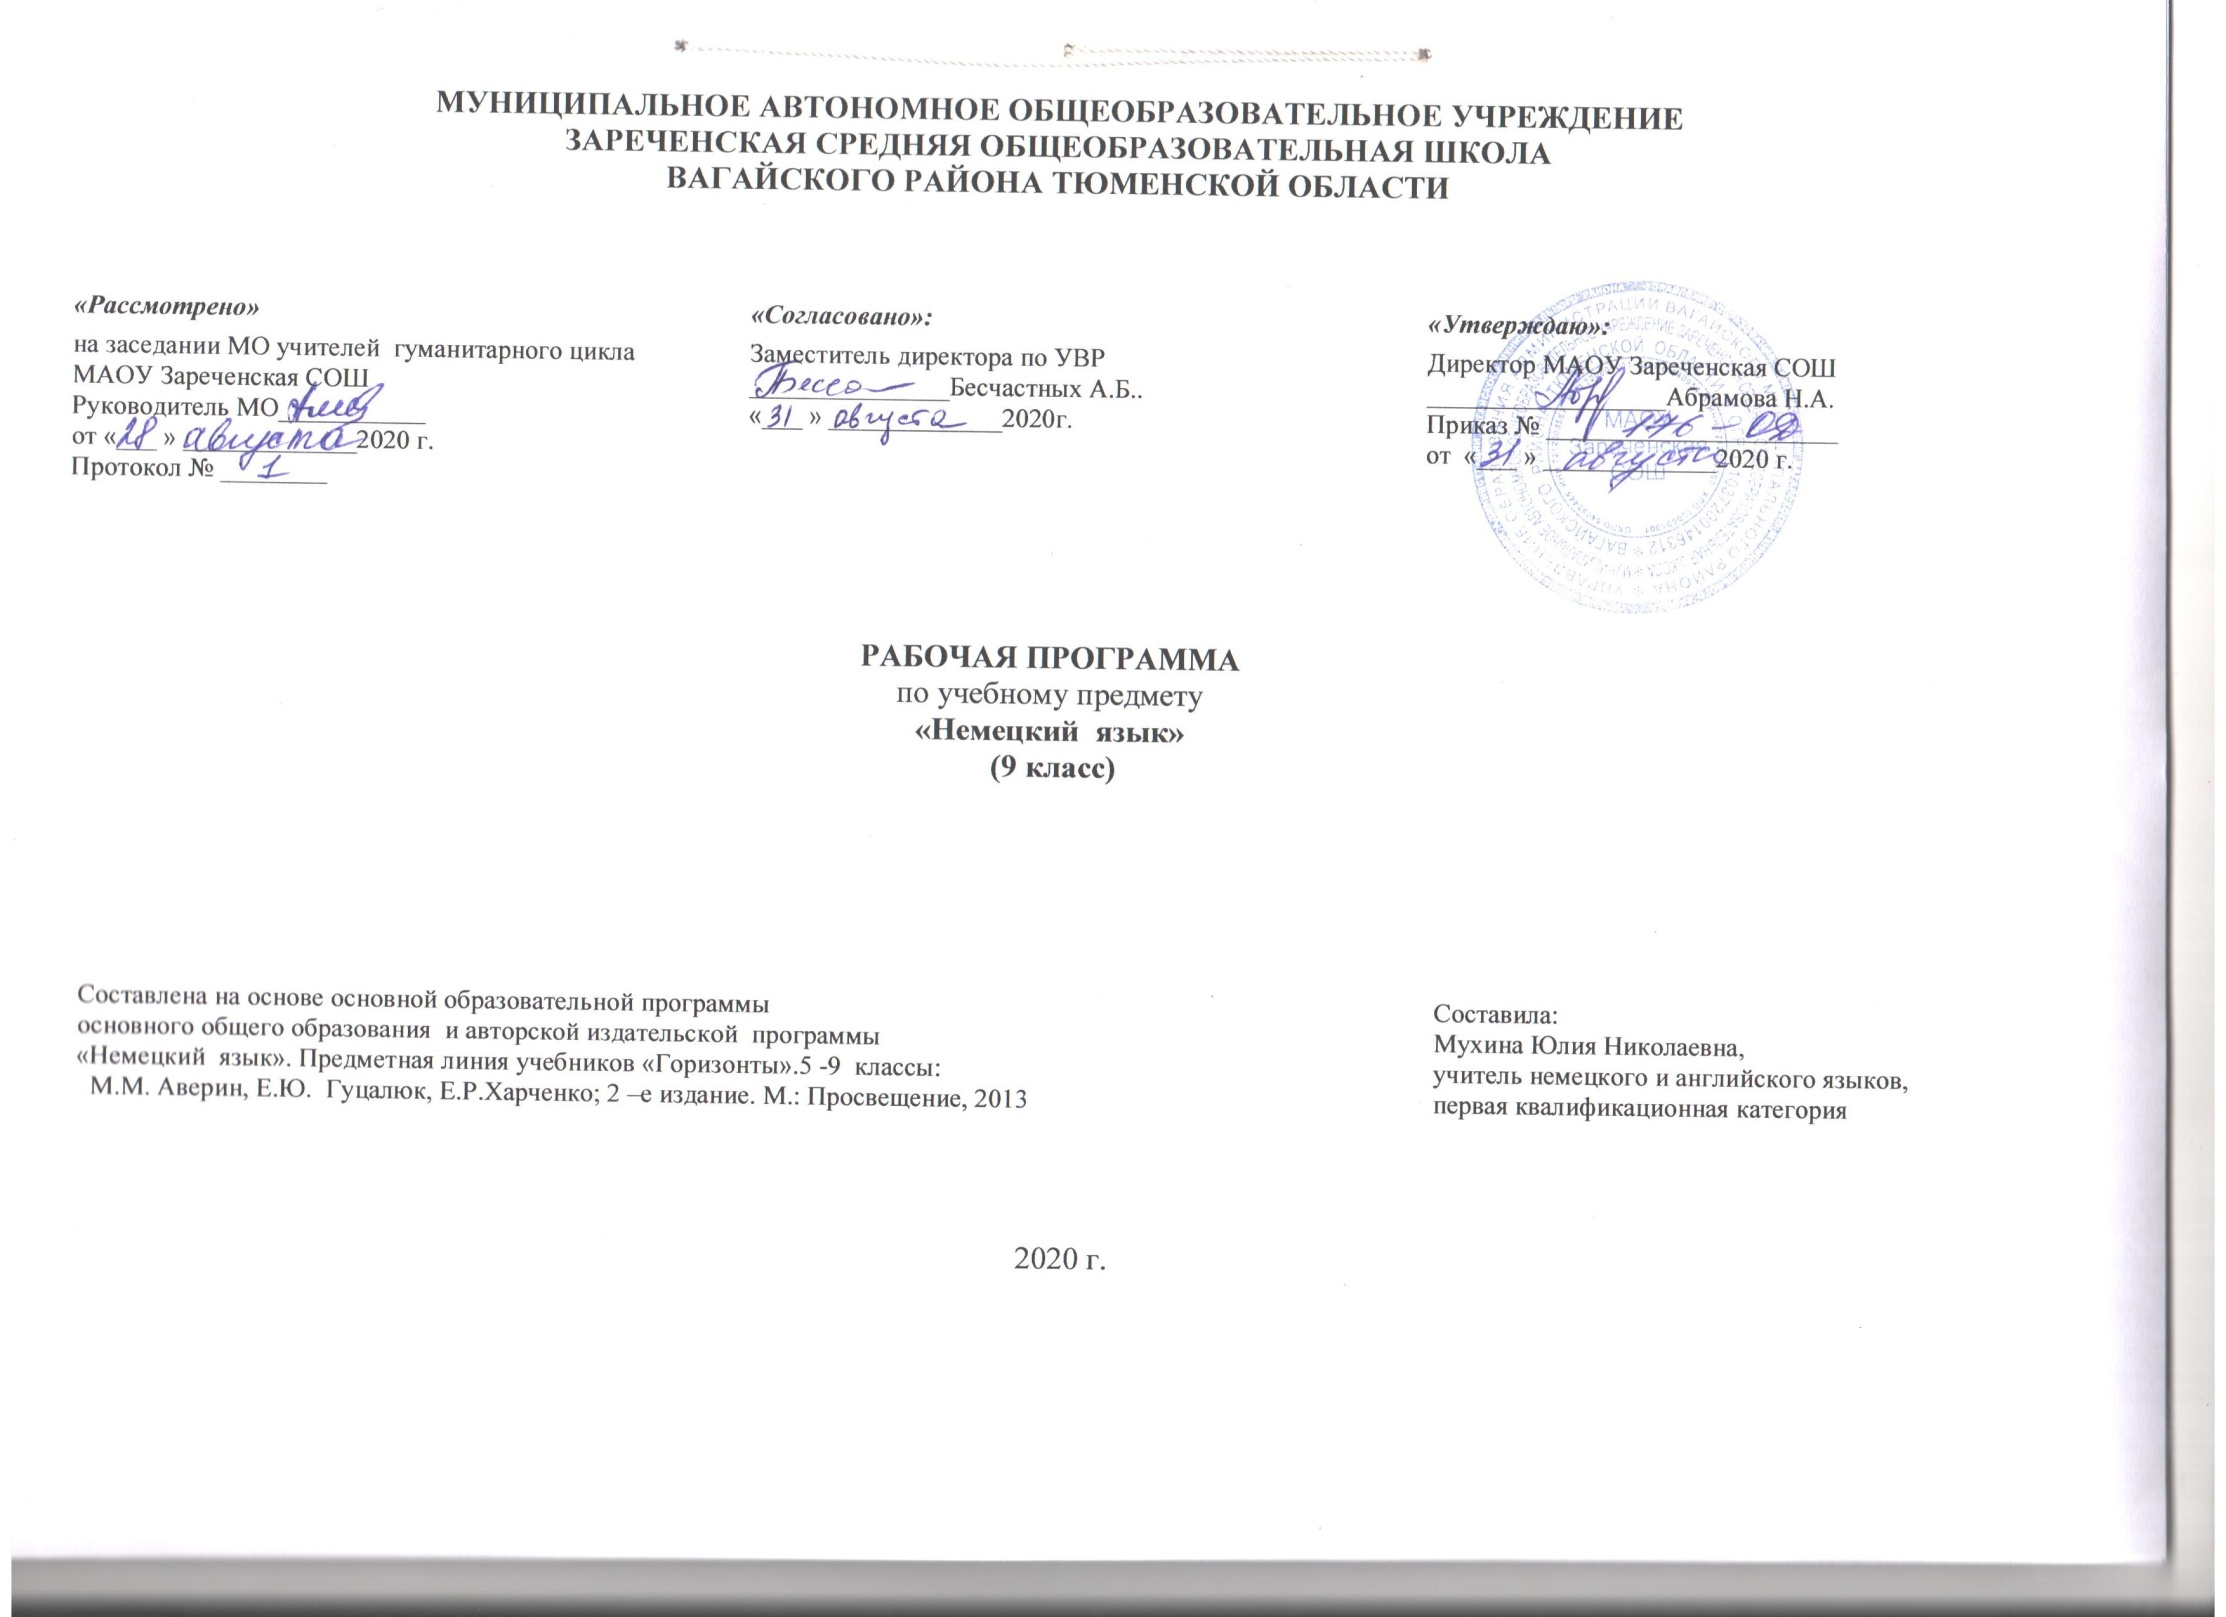 МУНИЦИПАЛЬНОЕ АВТОНОМНОЕ ОБЩЕОБРАЗОВАТЕЛЬНОЕ УЧРЕЖДЕНИЕ
ЗАРЕЧЕНСКАЯ СРЕДНЯЯ ОБЩЕОБРАЗОВАТЕЛЬНАЯ ШКОЛА
ВАГАЙСКОГО РАЙОНА ТЮМЕНСКОЙ ОБЛАСТИ
«Рассмотрено»
на заседании МО учителей гуманитарного цикла
МАОУ Зареченская СОШ
Руководитель МО
от «28» августа 2020 г.
Протокол № 1
«Согласовано»:
Заместитель директора по УВР
Бесчастных А.Б..
«31» августа 2020г.
«Утверждаю»:
Директор МАОУ Зареченская СОШ
Абрамова Н.А.
Приказ № 176 - ОД
от «31» августа 2020 г.
МАОУ
Зареченская
СОШ
РАБОЧАЯ ПРОГРАММА
по учебному предмету
«Немецкий язык»
(9 класс)
Составлена на основе основной образовательной программы
основного общего образования и авторской издательской программы
«Немецкий язык». Предметная линия учебников «Горизонты».5 -9 классы:
М.М. Аверин, Е.Ю. Гуцалюк, Е.Р.Харченко; 2 –е издание. М.: Просвещение, 2013
Составила:
Мухина Юлия Николаевна,
учитель немецкого и английского языков,
первая квалификационная категория
2020 г.